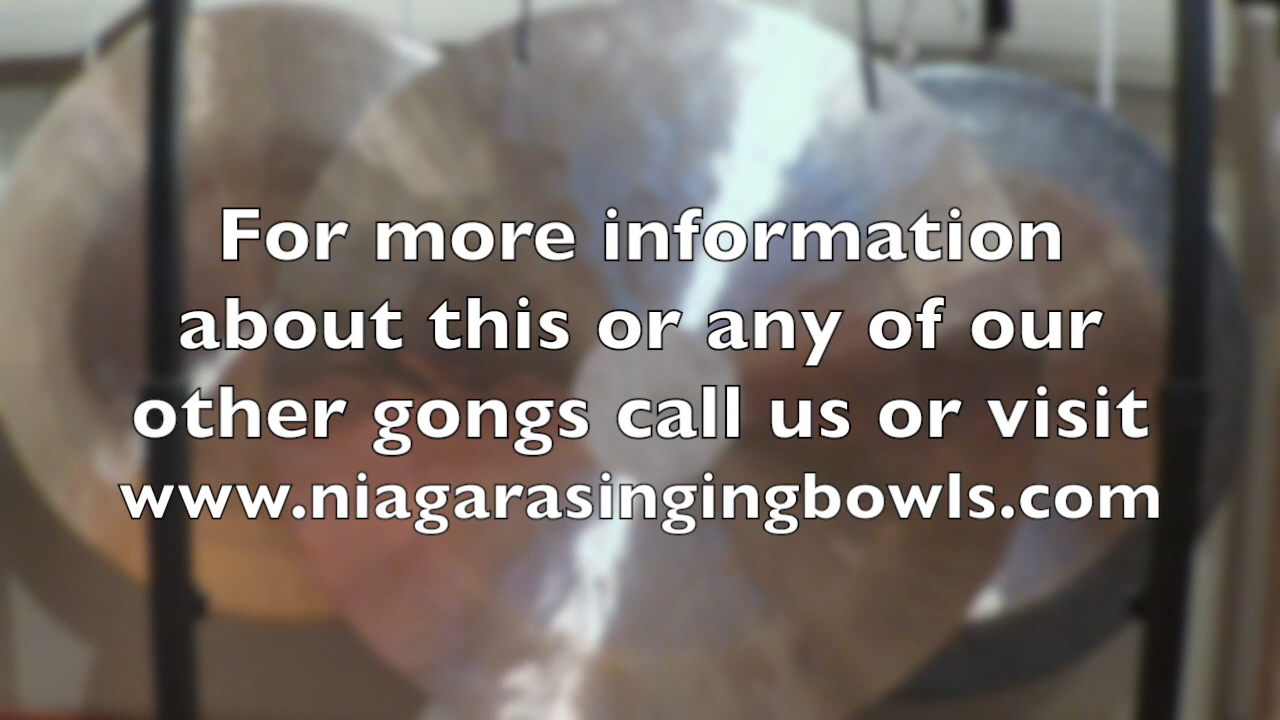 For more information
about this or any of our
other gongs call us or visit
www.niagarasingingbowls.com